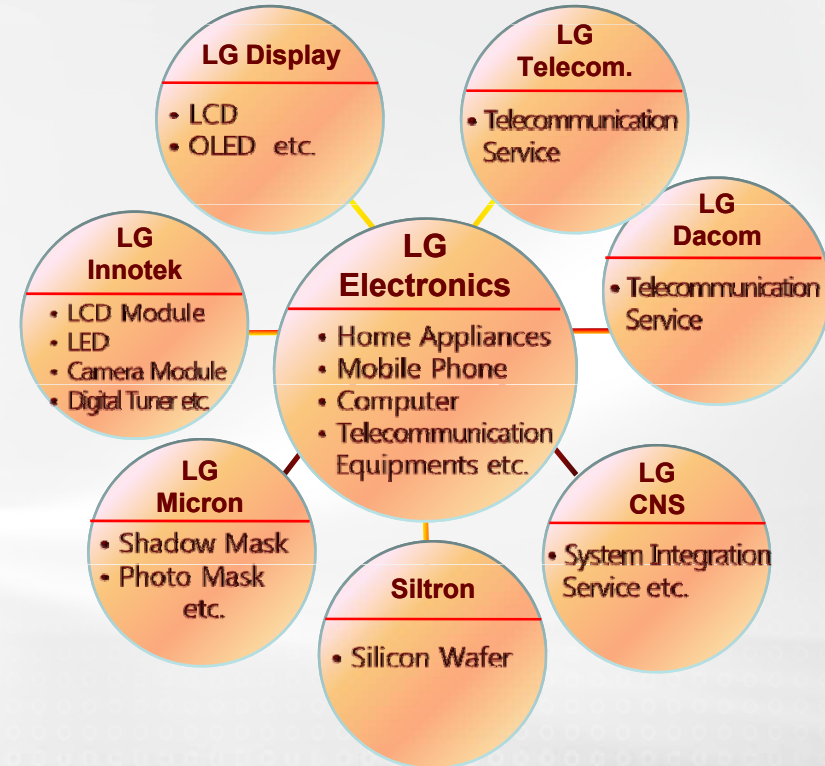 LG Display
• LCD
• OLED etc.
LG
Telecom.
• Telecommunication
Service
LG
Dacom
• Telecommunication
Service
LG
Innotek
• LCD Module
• LED
• Camera Module
• Digital Tuner etc.
LG
Electronics
• Home Appliances
• Mobile Phone
• Computer
• Telecommunication
Equipments etc.
LG
Micron
• Shadow Mask
• Photo Mask
etc.
Siltron
• Silicon Wafer
LG
CNS
• System Integration
Service etc.